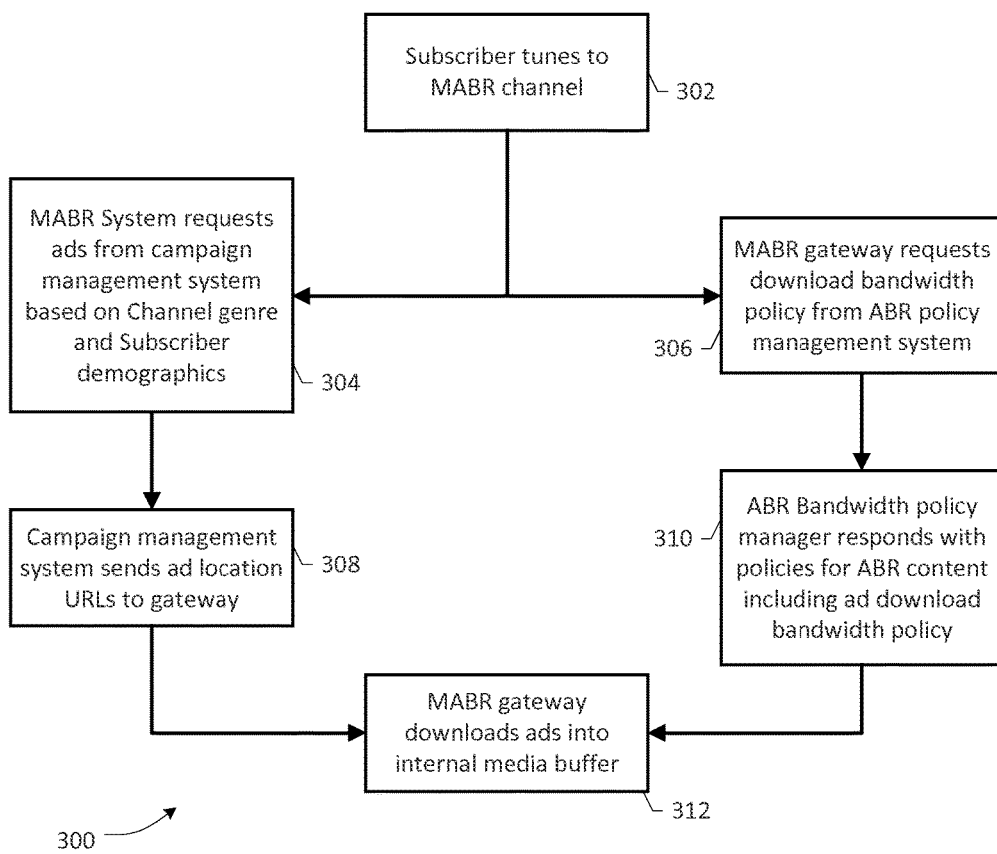 Subscriber tunes to
MABR channel
302
MABR System requests
ads from campaign
management system
based on Channel genre
and Subscriber
demographics
304
MABR gateway requests
download bandwidth
policy from ABR policy
management system
306
Campaign management
system sends ad location
URLs to gateway
308
ABR Bandwidth policy
manager responds with
policies for ABR content
including ad download
bandwidth policy
310
MABR gateway
downloads ads into
internal media buffer
312
300